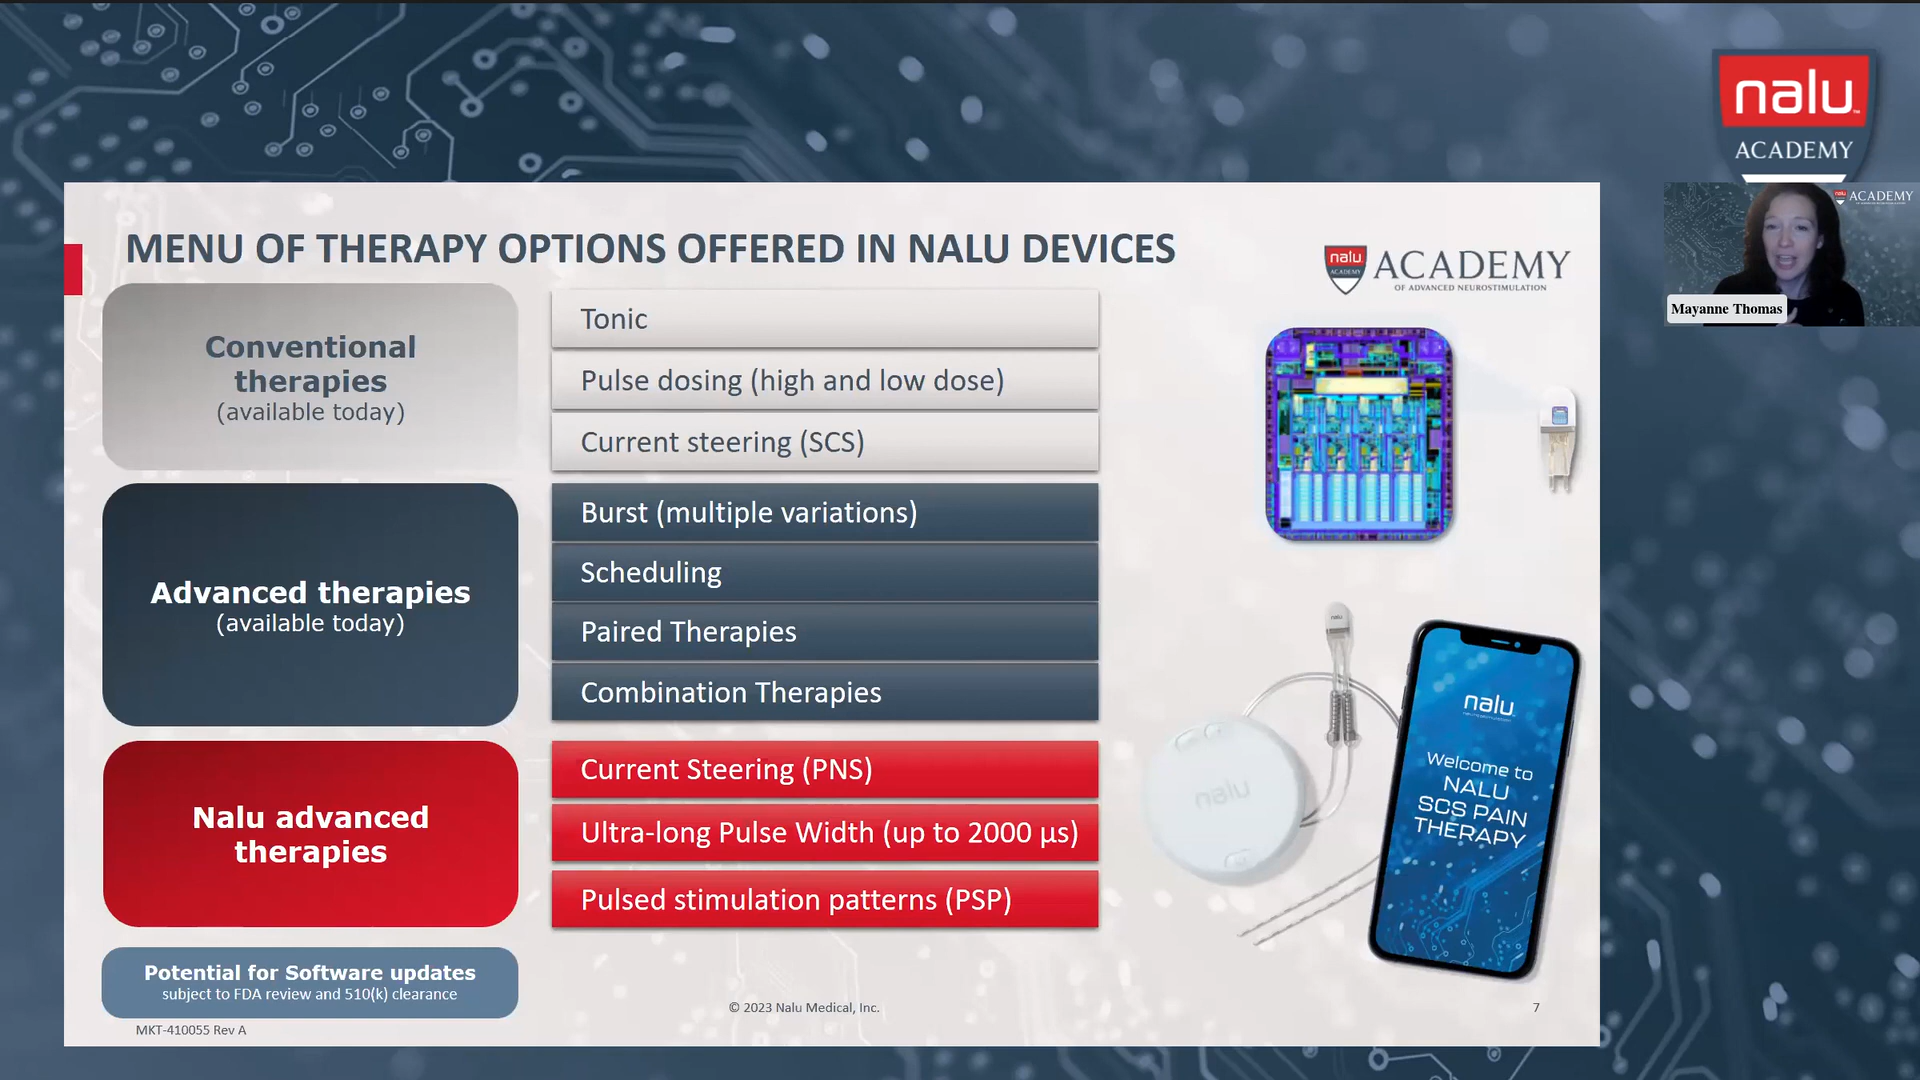 nalu
ACADEMY
nalu ACADEMY
Mayanne Thomas
MENU OF THERAPY OPTIONS OFFERED IN NALU DEVICES
nalu
ACADEMY
ACADEMY
OF ADVANCED NEUROSTIMULATION
Conventional
therapies
(available today)
Tonic
Pulse dosing (high and low dose)
Current steering (SCS)
Advanced therapies
(available today)
Burst (multiple variations)
Scheduling
Paired Therapies
Combination Therapies
Nalu advanced
therapies
Current Steering (PNS)
Ultra-long Pulse Width (up to 2000 µs)
Pulsed stimulation patterns (PSP)
Potential for Software updates
subject to FDA review and 510(k) clearance
nalu
nalu
nalu
Welcome to
NALU
SCS PAIN
THERAPY
© 2023 Nalu Medical, Inc.
7
MKT-410055 Rev A